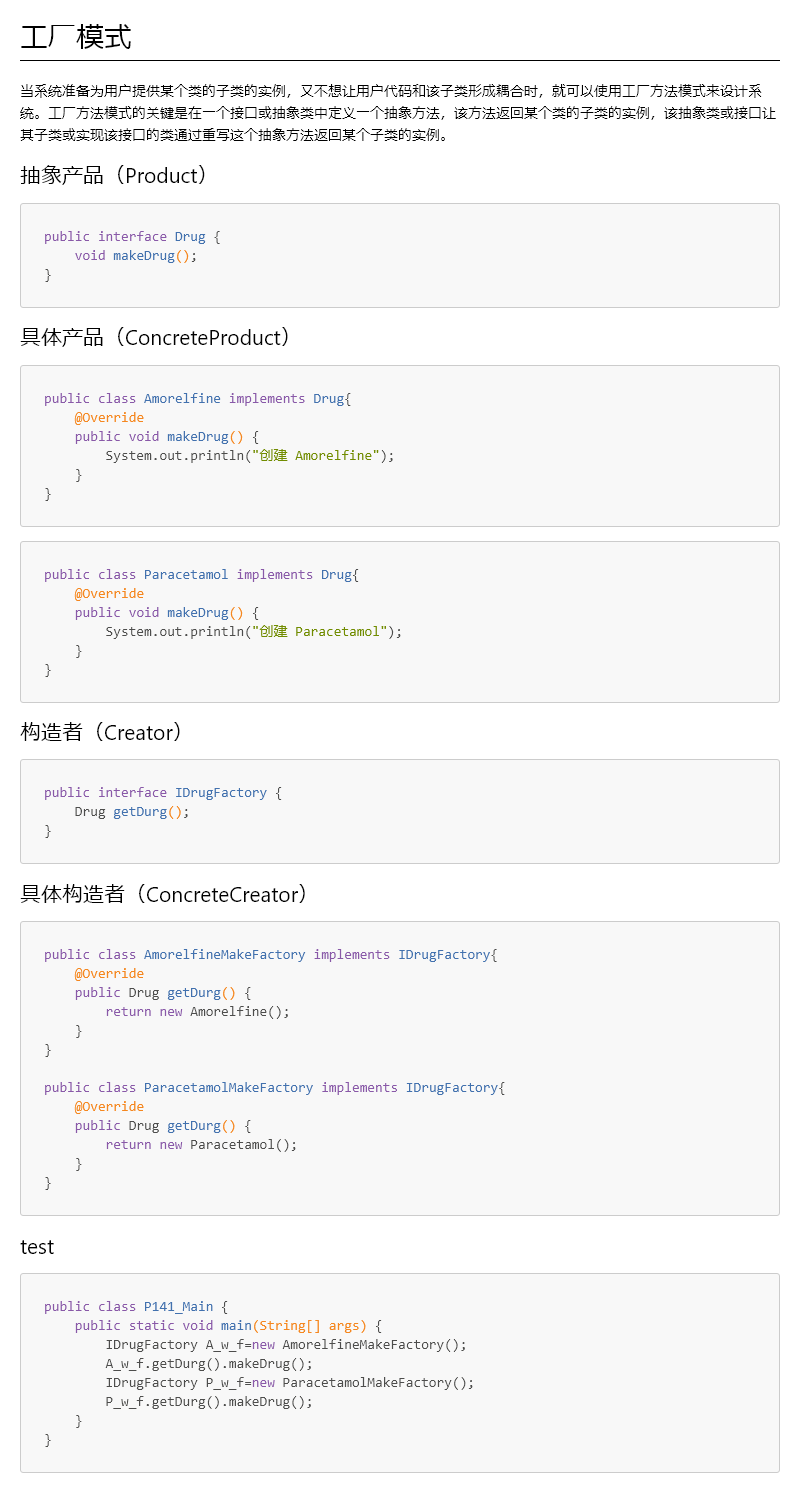 工厂模式
当系统准备为用户提供某个类的子类的实例，又不想让用户代码和该子类形成耦合时，就可以使用工厂方法模式来设计系
统。工厂方法模式的关键是在一个接口或抽象类中定义一个抽象方法，该方法返回某个类的子类的实例，该抽象类或接口让
其子类或实现该接口的类通过重写这个抽象方法返回某个子类的实例。
抽象产品（Product）
public interface Drug {
    void makeDrug();
}
具体产品（ConcreteProduct）
public class Amorelfine implements Drug{
    @Override
    public void makeDrug() {
        System.out.println("创建 Amorelfine");
    }
}
public class Paracetamol implements Drug{
    @Override
    public void makeDrug() {
        System.out.println("创建 Paracetamol");
    }
}
构造者（Creator）
public interface IDrugFactory {
    Drug getDurg();
}
具体构造者（ConcreteCreator）
public class AmorelfineMakeFactory implements IDrugFactory{
    @Override
    public Drug getDurg() {
        return new Amorelfine();
    }
}
public class ParacetamolMakeFactory implements IDrugFactory{
    @Override
    public Drug getDurg() {
        return new Paracetamol();
    }
}
test
public class P141_Main {
    public static void main(String[] args) {
        IDrugFactory A_w_f=new AmorelfineMakeFactory();
        A_w_f.getDurg().makeDrug();
        IDrugFactory P_w_f=new ParacetamolMakeFactory();
        P_w_f.getDurg().makeDrug();
    }
}